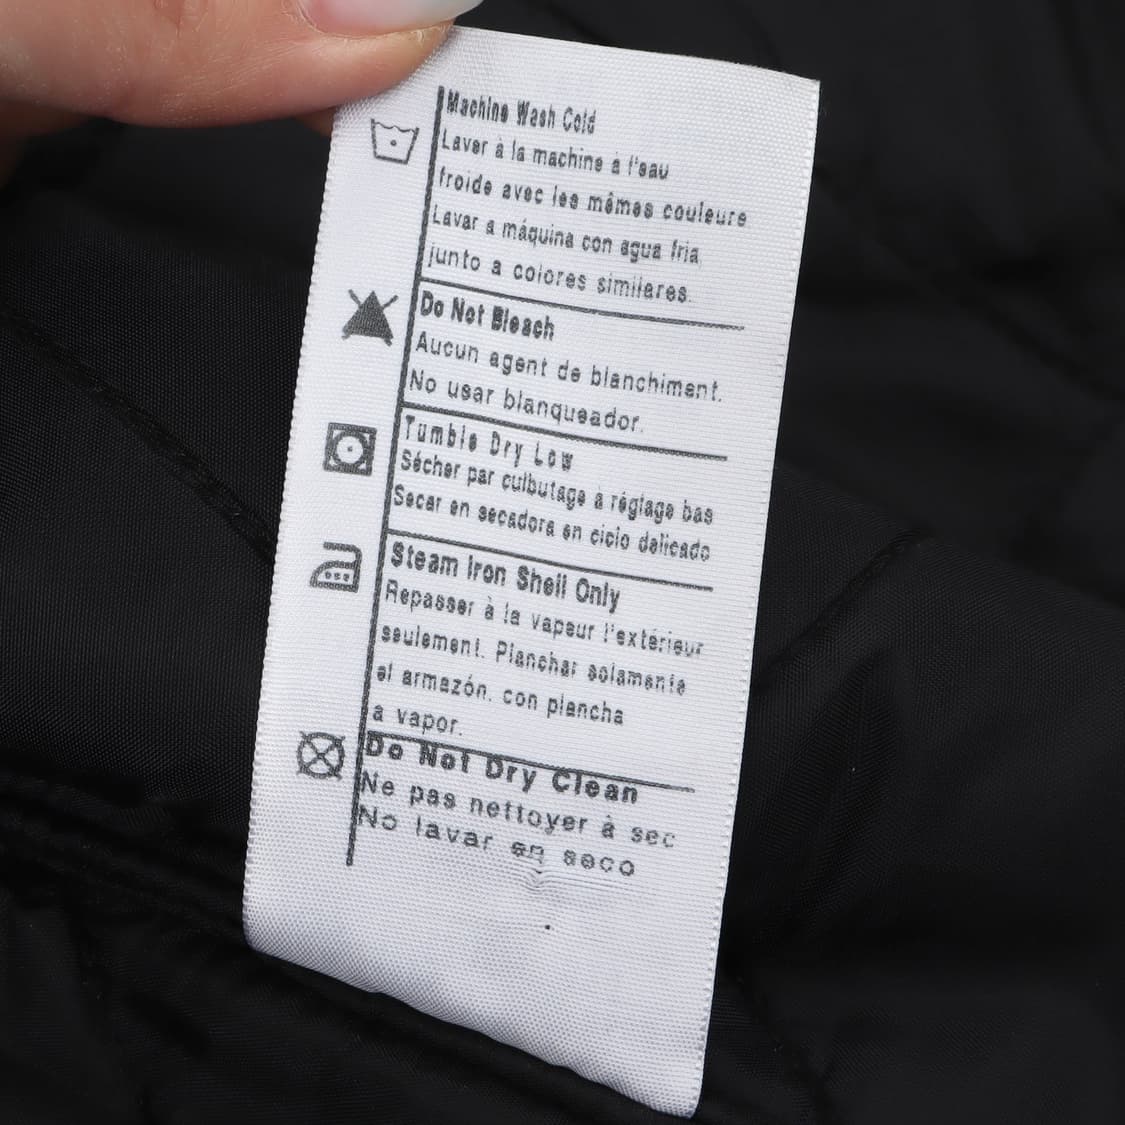 Machine Wash Cold
Laver à la machine à l'eau
froide avec les mêmes couleure
Lavar a máquina con agua fria,
junto a colores similares.
Do Not Bleach
Aucun agent de blanchiment.
No usar blanqueador.
Tumble Dry Low
Sécher par culbutage à réglage bas
Secar en secadora en ciclo delicado
Steam Iron Shell Only
Repasser à la vapeur l'extérieur
seulement. Planchar solamente
el armazón. con plancha
a vapor.
Do Not Dry Clean
Ne pas nettoyer à sec
No lavar en seco